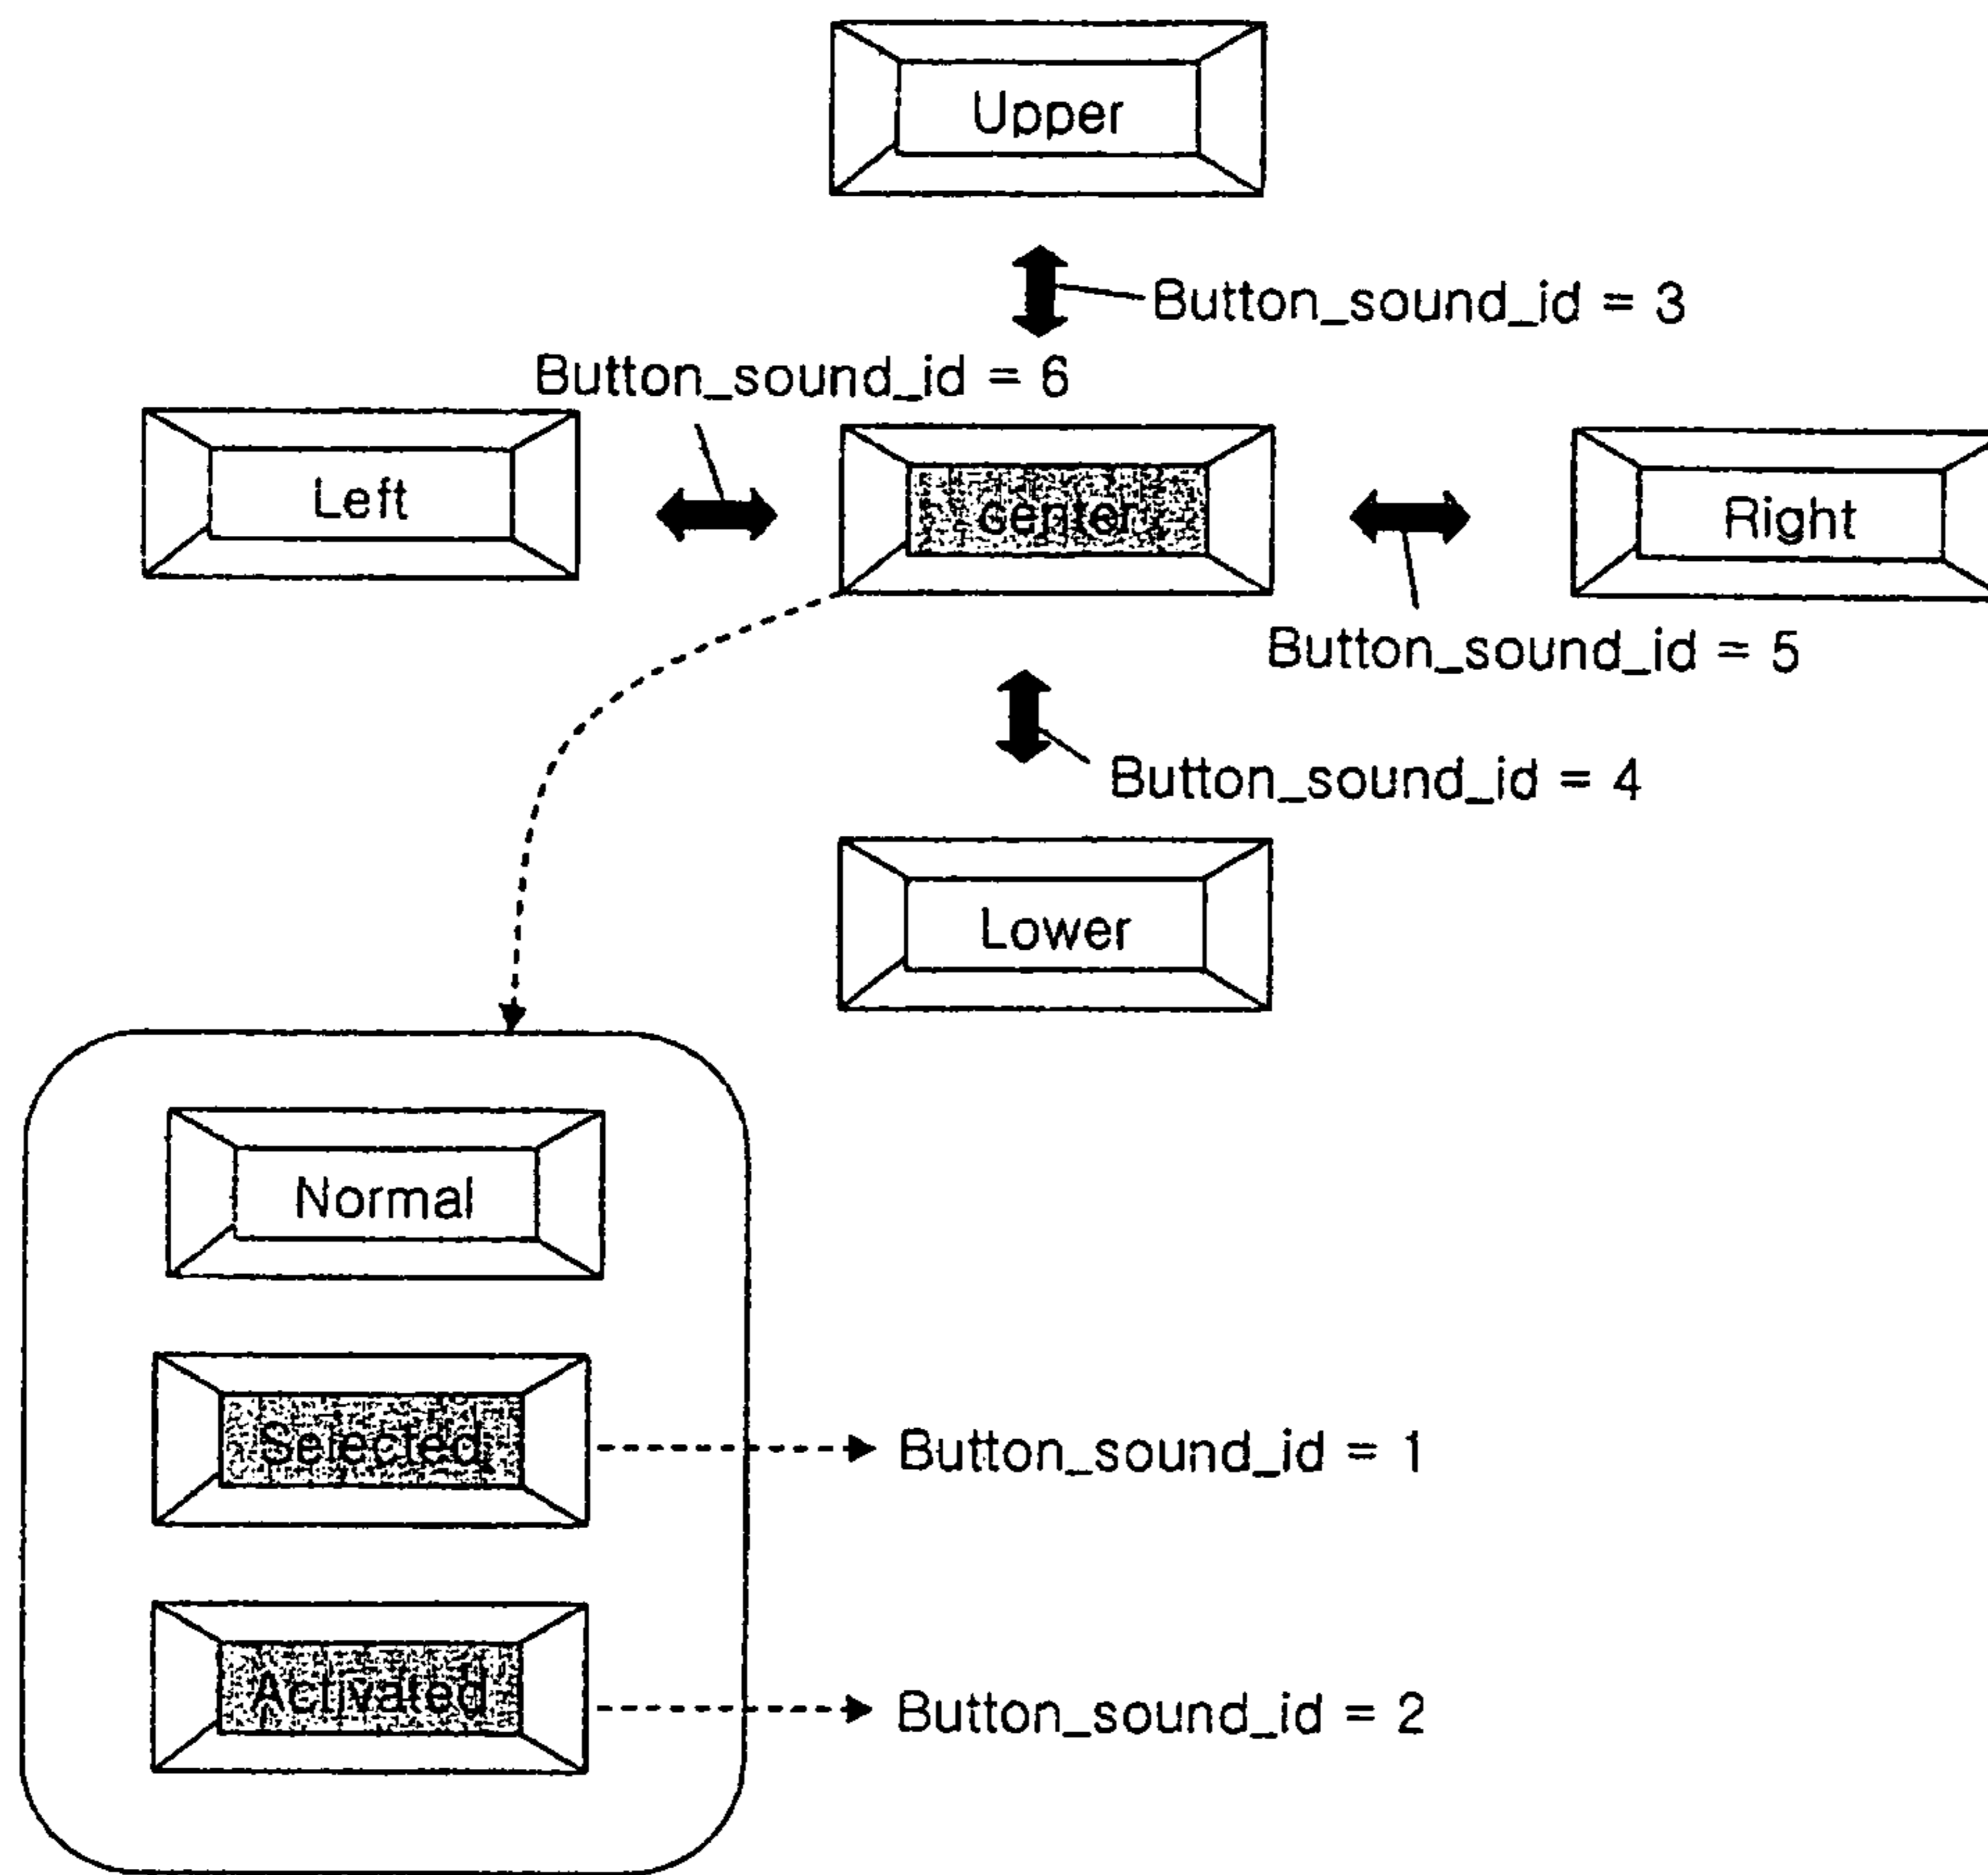 Upper
Button_sound_id = 3
Button_sound_id = 6
Left
center
Right
Button_sound_id = 5
Button_sound_id = 4
Lower
Normal
Selected
Button_sound_id = 1
Activated
Button_sound_id = 2